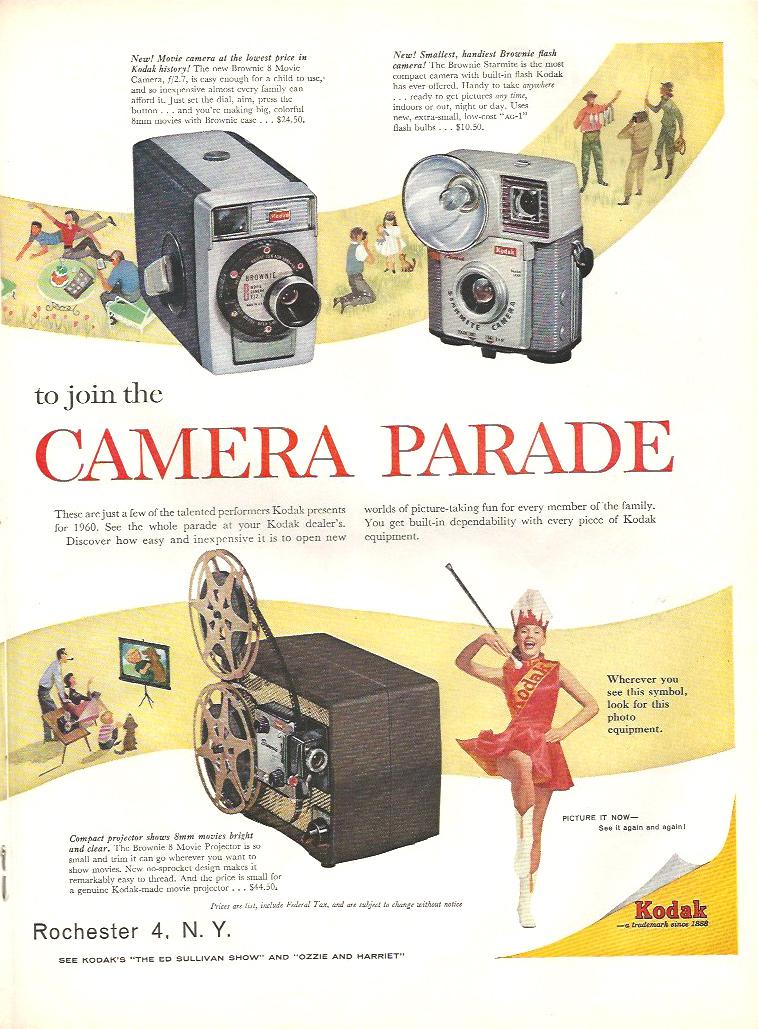 New! Movie camera at the lowest price in
Kodak history! The new Brownie 8 Movie
Camera, f/2.7, is easy enough for a child to use,
and so inexpensive almost every family can
afford it. Just set the dial, aim, press the
button . . . and you're making big, colorful
8mm movies with Brownie ease . . . $24.50.
New! Smallest, handiest Brownie flash
camera! The Brownie Starmite is the most
compact camera with built-in flash Kodak
has ever offered. Handy to take anywhere
. . . ready to get pictures any time,
indoors or out, night or day. Uses
new, extra-small, low-cost "AG-1"
flash bulbs . . . $10.50.
Kodak
BROWNIE
8
MOVIE
CAMERA
f/2.7
Kodak
STARMITE CAMERA
to join the
CAMERA PARADE
These are just a few of the talented performers Kodak presents
for 1960. See the whole parade at your Kodak dealer's.
Discover how easy and inexpensive it is to open new
worlds of picture-taking fun for every member of the family.
You get built-in dependability with every piece of Kodak
equipment.
Kodak
Wherever you
see this symbol,
look for this
photo
equipment.
PICTURE IT NOW—
See it again and again!
Compact projector shows 8mm movies bright
and clear. The Brownie 8 Movie Projector is so
small and trim it can go wherever you want to
show movies. New no-sprocket design makes it
remarkably easy to thread. And the price is small for
a genuine Kodak-made movie projector . . . $44.50.
Prices are list, include Federal Tax, and are subject to change without notice
Kodak
—a trademark since 1888
Rochester 4, N. Y.
SEE KODAK'S "THE ED SULLIVAN SHOW" AND "OZZIE AND HARRIET"